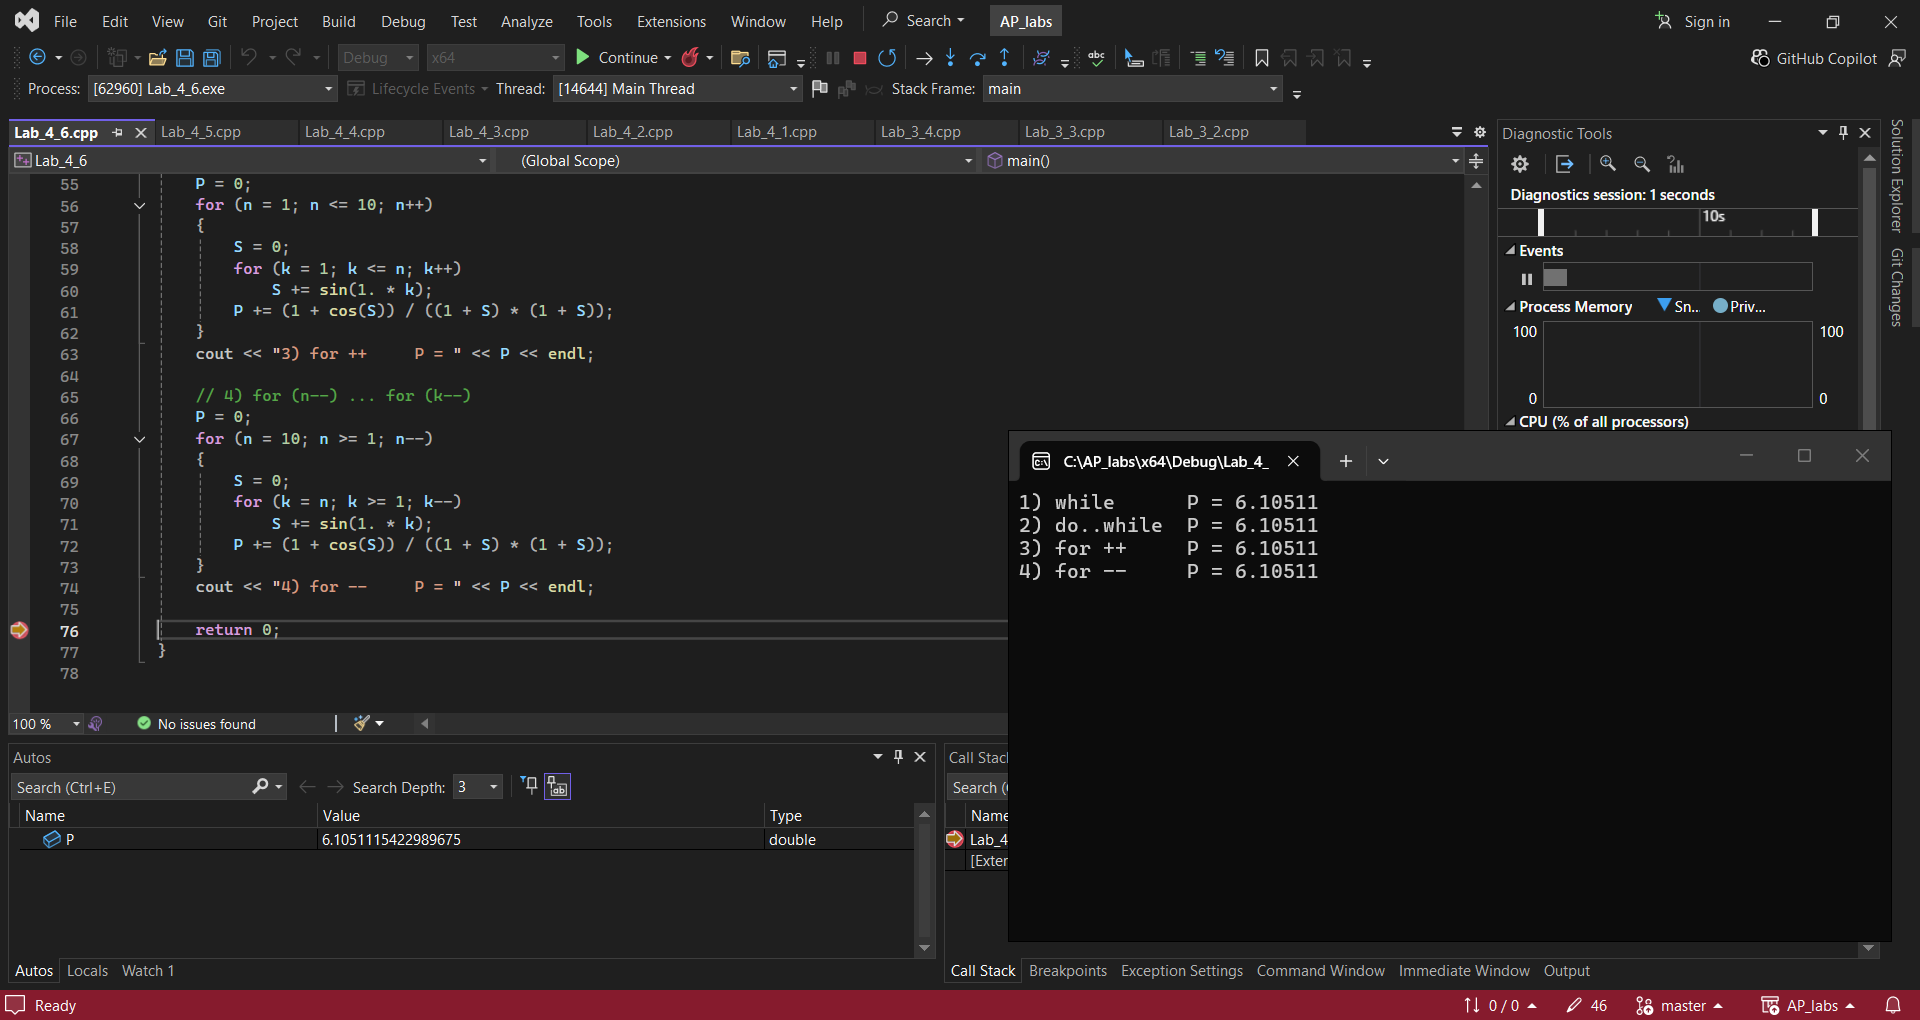 File Edit View Git Project Build Debug Test Analyze Tools Extensions Window Help Search AP_labs Sign in
Debug x64 Continue abc GitHub Copilot
Process: [62960] Lab_4_6.exe Lifecycle Events Thread: [14644] Main Thread Stack Frame: main
Lab_4_6.cpp Lab_4_5.cpp Lab_4_4.cpp Lab_4_3.cpp Lab_4_2.cpp Lab_4_1.cpp Lab_3_4.cpp Lab_3_3.cpp Lab_3_2.cpp
Lab_4_6 (Global Scope) main()
55 P = 0;
56 for (n = 1; n <= 10; n++)
57 {
58 S = 0;
59 for (k = 1; k <= n; k++)
60 S += sin(1. * k);
61 P += (1 + cos(S)) / ((1 + S) * (1 + S));
62 }
63 cout << "3) for ++     P = " << P << endl;
64
65 // 4) for (n--) ... for (k--)
66 P = 0;
67 for (n = 10; n >= 1; n--)
68 {
69 S = 0;
70 for (k = n; k >= 1; k--)
71 S += sin(1. * k);
72 P += (1 + cos(S)) / ((1 + S) * (1 + S));
73 }
74 cout << "4) for --     P = " << P << endl;
75
76 return 0;
77 }
78
100 % No issues found
Diagnostic Tools
Diagnostics session: 1 seconds
10s
Events
Process Memory Sn... Priv...
100 100
0 0
CPU (% of all processors)
Solution Explorer
Git Changes
C:\AP_labs\x64\Debug\Lab_4_
1) while      P = 6.10511
2) do..while  P = 6.10511
3) for ++     P = 6.10511
4) for --     P = 6.10511
Autos
Search (Ctrl+E) Search Depth: 3
Name Value Type
P 6.1051115422989675 double
Autos Locals Watch 1
Call Stac
Search (
Name
Lab_4
[Exter
Call Stack Breakpoints Exception Settings Command Window Immediate Window Output
Ready 0 / 0 46 master AP_labs